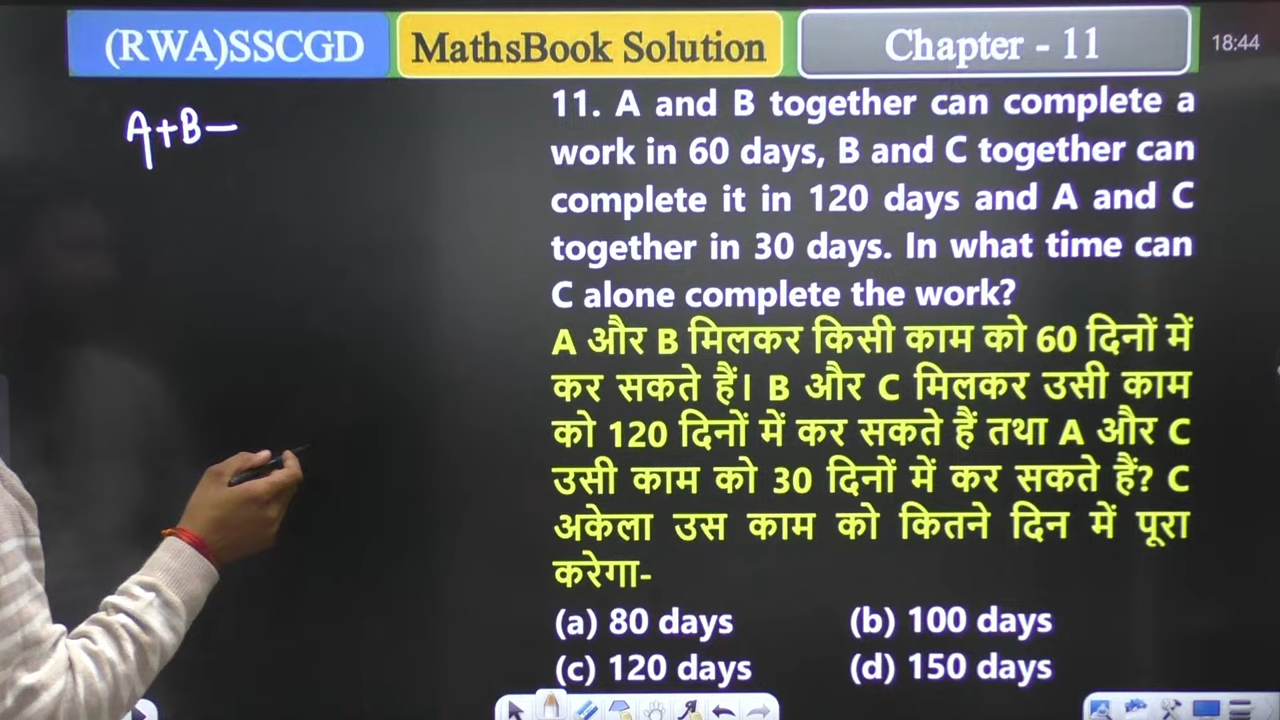 (RWA)SSCGD MathsBook Solution Chapter - 11 18:44
A+B-
11. A and B together can complete a
work in 60 days, B and C together can
complete it in 120 days and A and C
together in 30 days. In what time can
C alone complete the work?
A और B मिलकर किसी काम को 60 दिनों में
कर सकते हैं। B और C मिलकर उसी काम
को 120 दिनों में कर सकते हैं तथा A और C
उसी काम को 30 दिनों में कर सकते हैं? C
अकेला उस काम को कितने दिन में पूरा
करेगा-
(a) 80 days (b) 100 days
(c) 120 days (d) 150 days